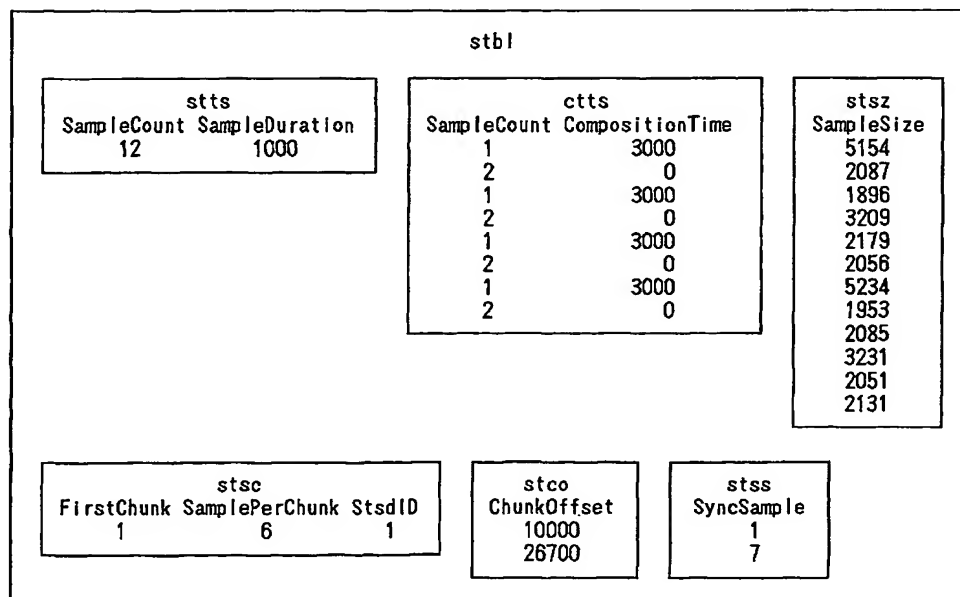 stbl
stts
SampleCount SampleDuration
12 1000
ctts
SampleCount CompositionTime
1 3000
2 0
1 3000
2 0
1 3000
2 0
1 3000
2 0
stsz
SampleSize
5154
2087
1896
3209
2179
2056
5234
1953
2085
3231
2051
2131
stsc
FirstChunk SamplePerChunk StsdID
1 6 1
stco
ChunkOffset
10000
26700
stss
SyncSample
1
7